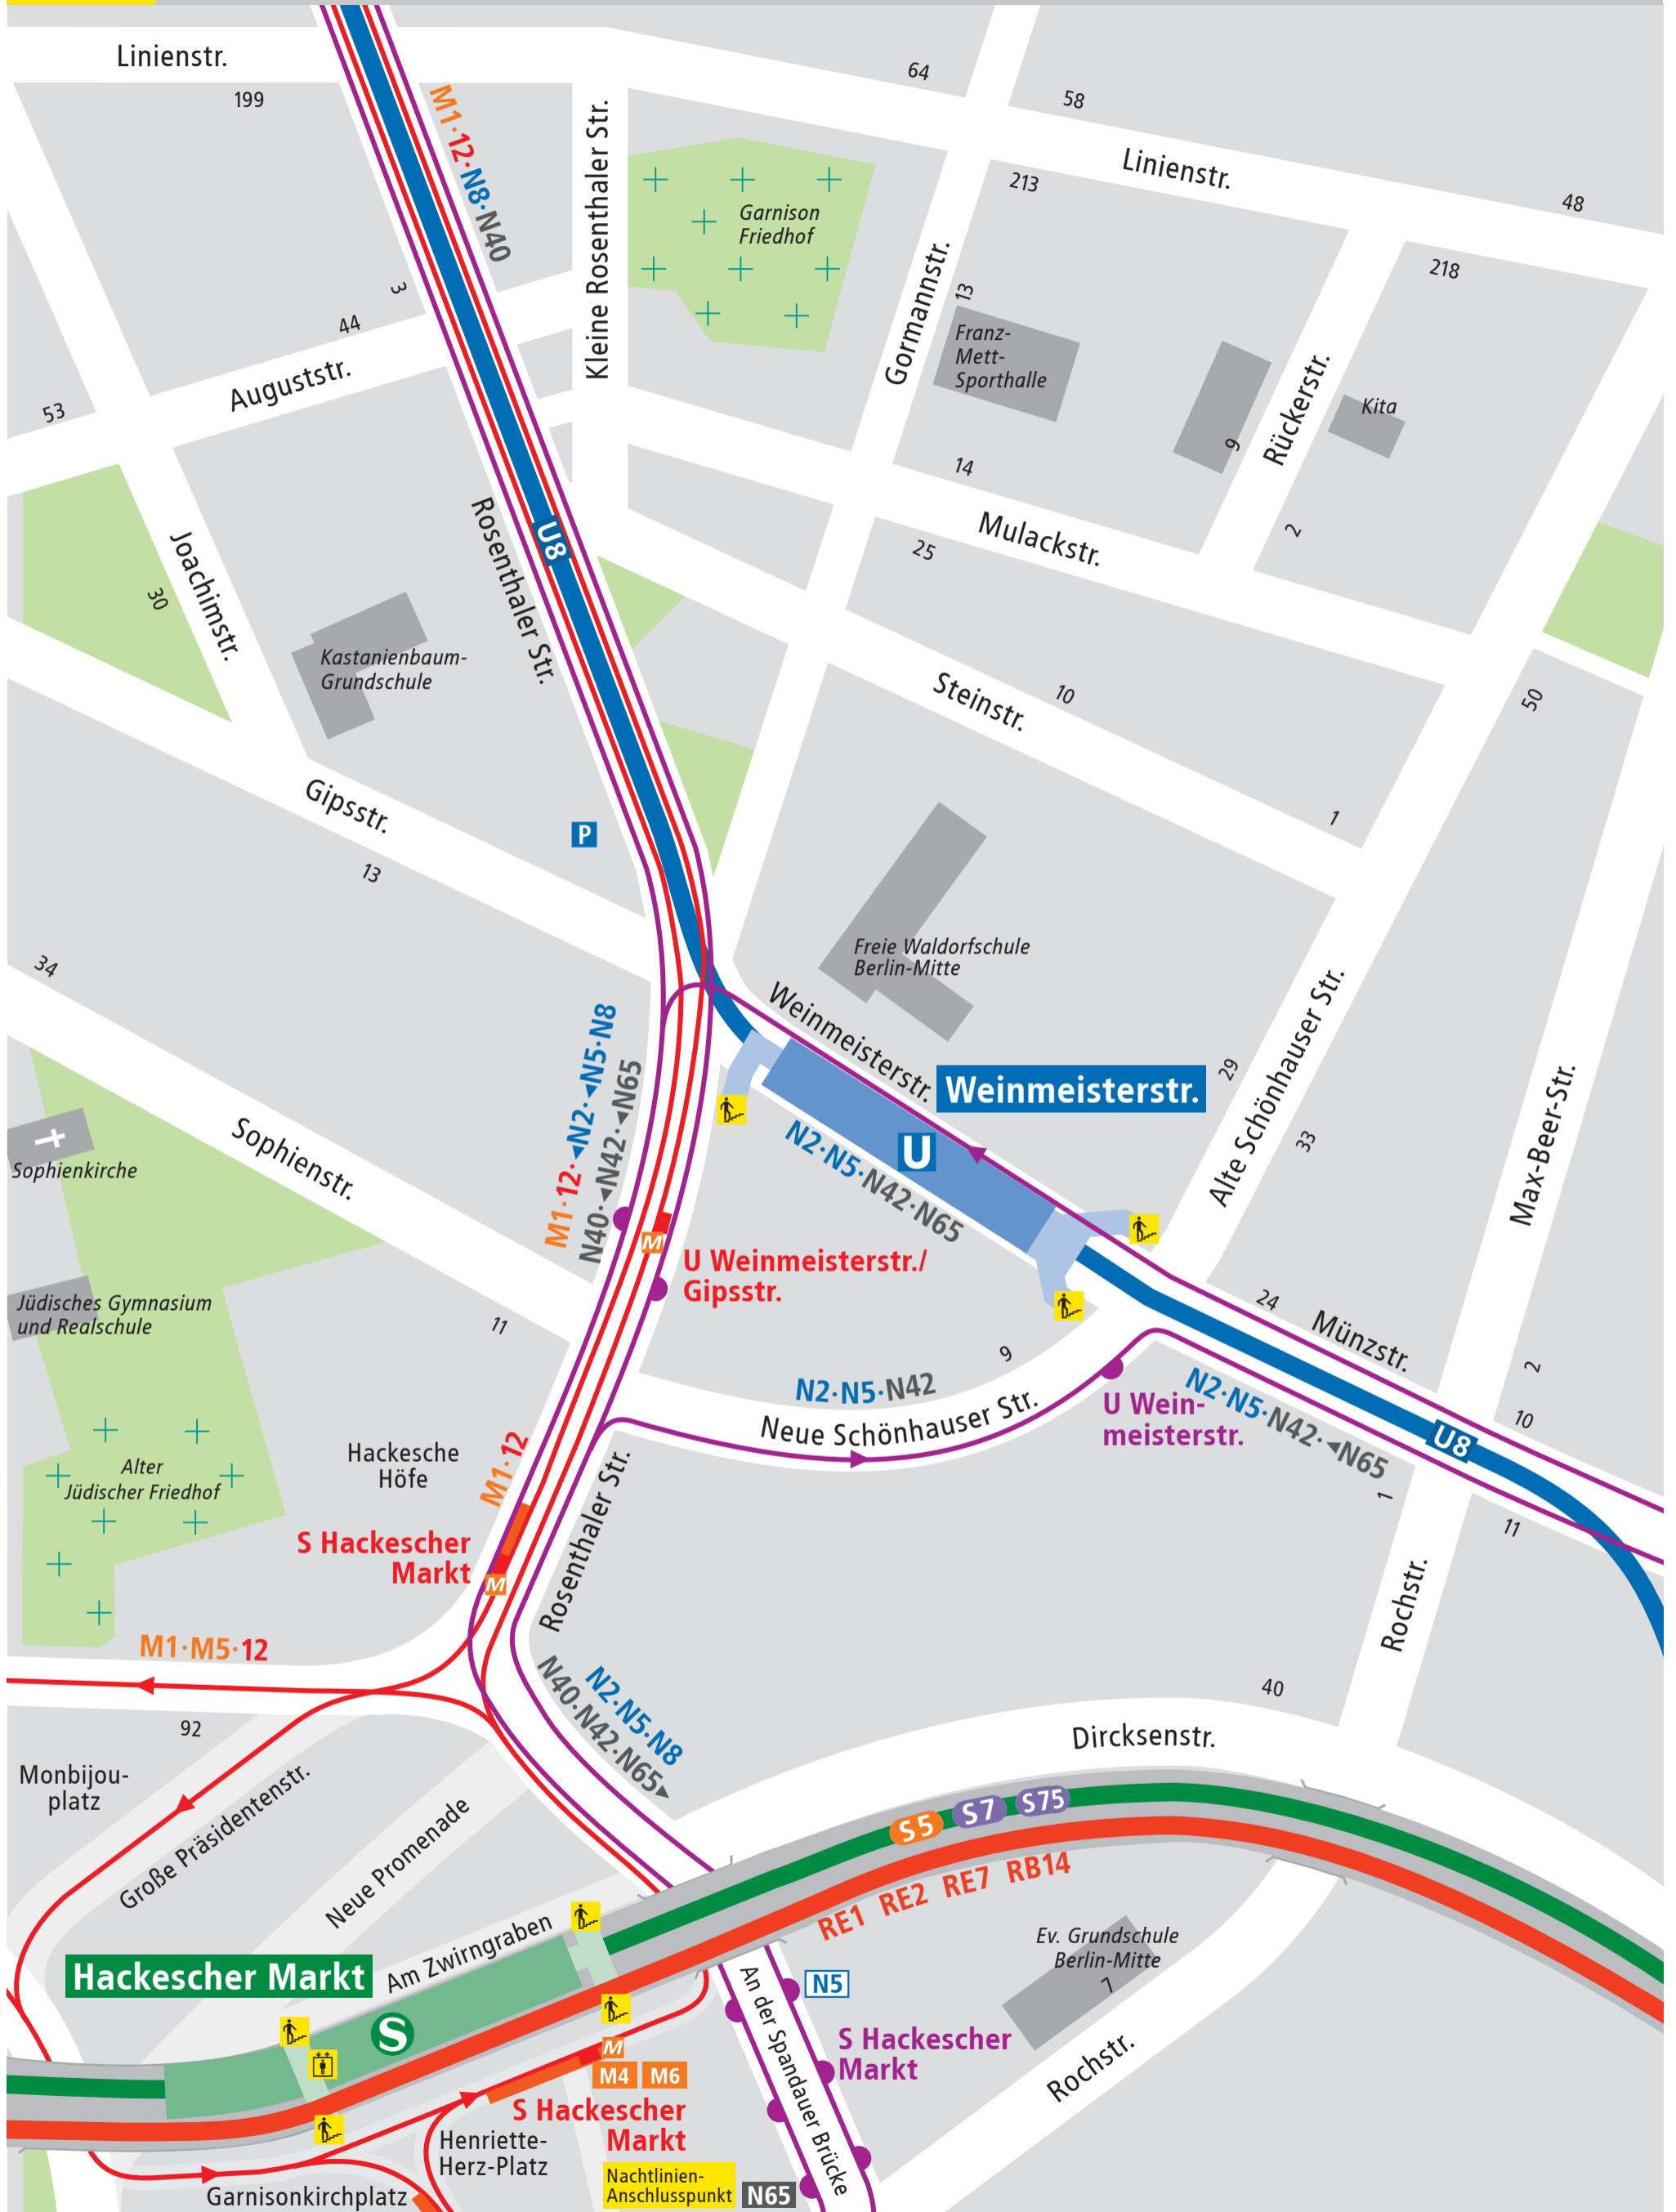 Linienstr.
199
M1·12·N8·N40
Kleine Rosenthaler Str.
64
58
Linienstr.
213
48
218
Garnison
Friedhof
Gormannstr.
13
Franz-
Mett-
Sporthalle
Rückerstr.
9
Kita
2
3
44
Auguststr.
53
14
Mulackstr.
25
U8
Rosenthaler Str.
Joachimstr.
30
Kastanienbaum-
Grundschule
Steinstr.
10
50
1
Gipsstr.
13
P
34
Freie Waldorfschule
Berlin-Mitte
Weinmeisterstr.
Weinmeisterstr.
29
Alte Schönhauser Str.
33
Max-Beer-Str.
M1·12·◂N2·◂N5·N8
N40·◂N42·◂N65
U
N2·N5·N42·N65
Sophienstr.
Sophienkirche
M
U Weinmeisterstr./
Gipsstr.
Jüdisches Gymnasium
und Realschule
11
24
Münzstr.
2
10
9
N2·N5·N42
Neue Schönhauser Str.
U Wein-
meisterstr.
N2·N5·N42·◂N65
U8
1
11
Hackesche
Höfe
M1·12
Alter
Jüdischer Friedhof
S Hackescher
Markt
M
Rosenthaler Str.
Rochstr.
M1·M5·12
92
N2·N5·N8
N40·N42·N65▸
40
Dircksenstr.
Monbijou-
platz
Große Präsidentenstr.
Neue Promenade
S5
S7
S75
RE1 RE2 RE7 RB14
Am Zwirngraben
Hackescher Markt
S
Ev. Grundschule
Berlin-Mitte
7
An der Spandauer Brücke
N5
S Hackescher
Markt
Rochstr.
M
M4
M6
S Hackescher
Markt
Henriette-
Herz-Platz
Garnisonkirchplatz
Nachtlinien-
Anschlusspunkt
N65